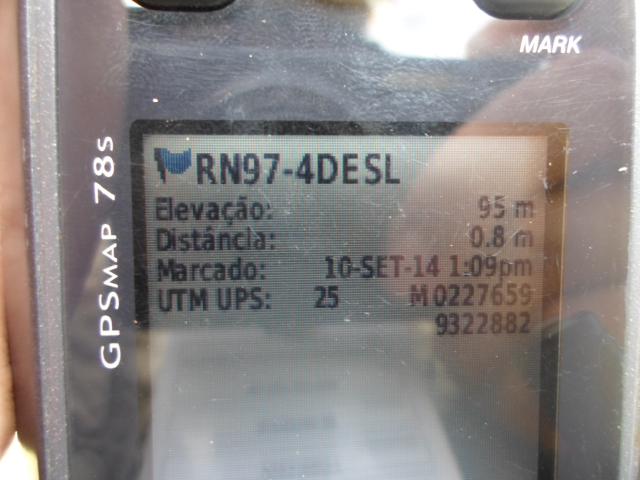 MARK
GPSMAP 78s
RN97-4DESL
Elevação: 95 m
Distância: 0.8 m
Marcado: 10-SET-14 1:09pm
UTM UPS: 25 M 0227659
9322882